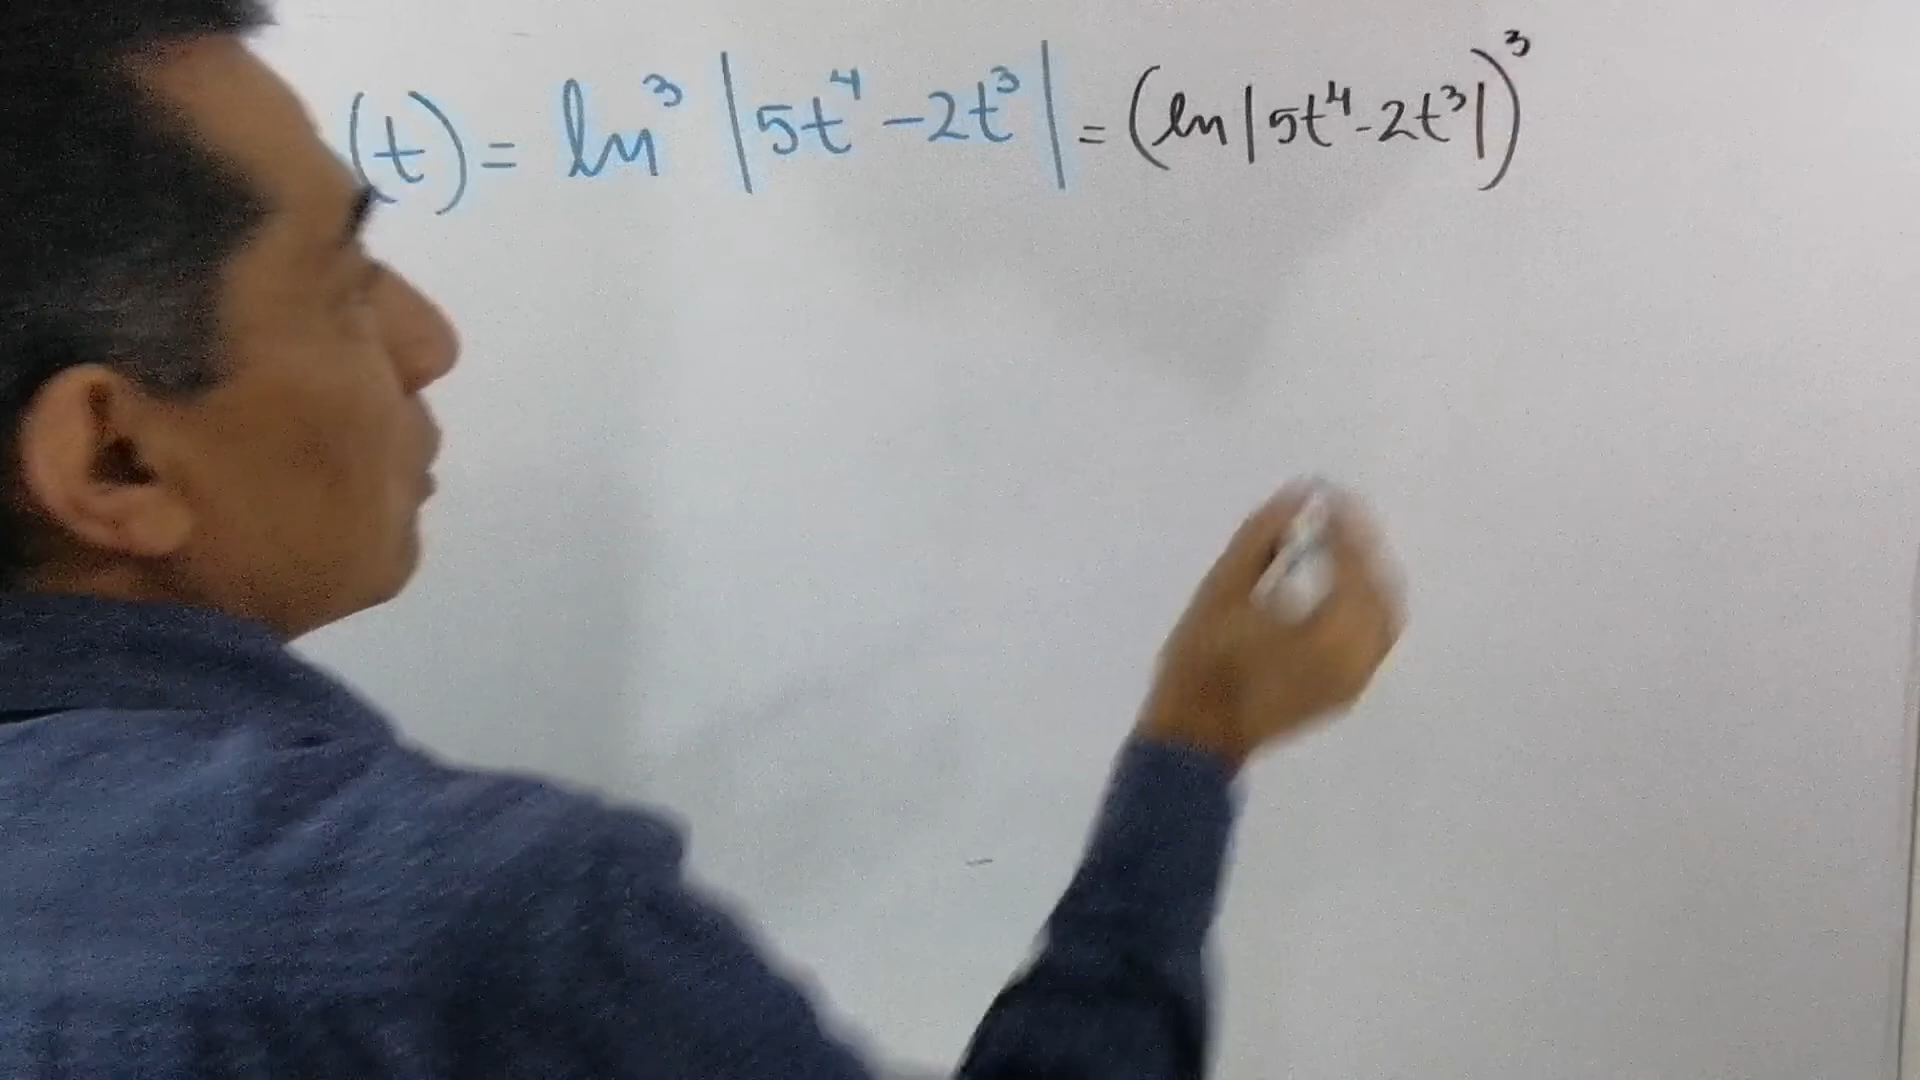 (t) = ln³ |5t⁴ - 2t³| = (ln |5t⁴ - 2t³|)³